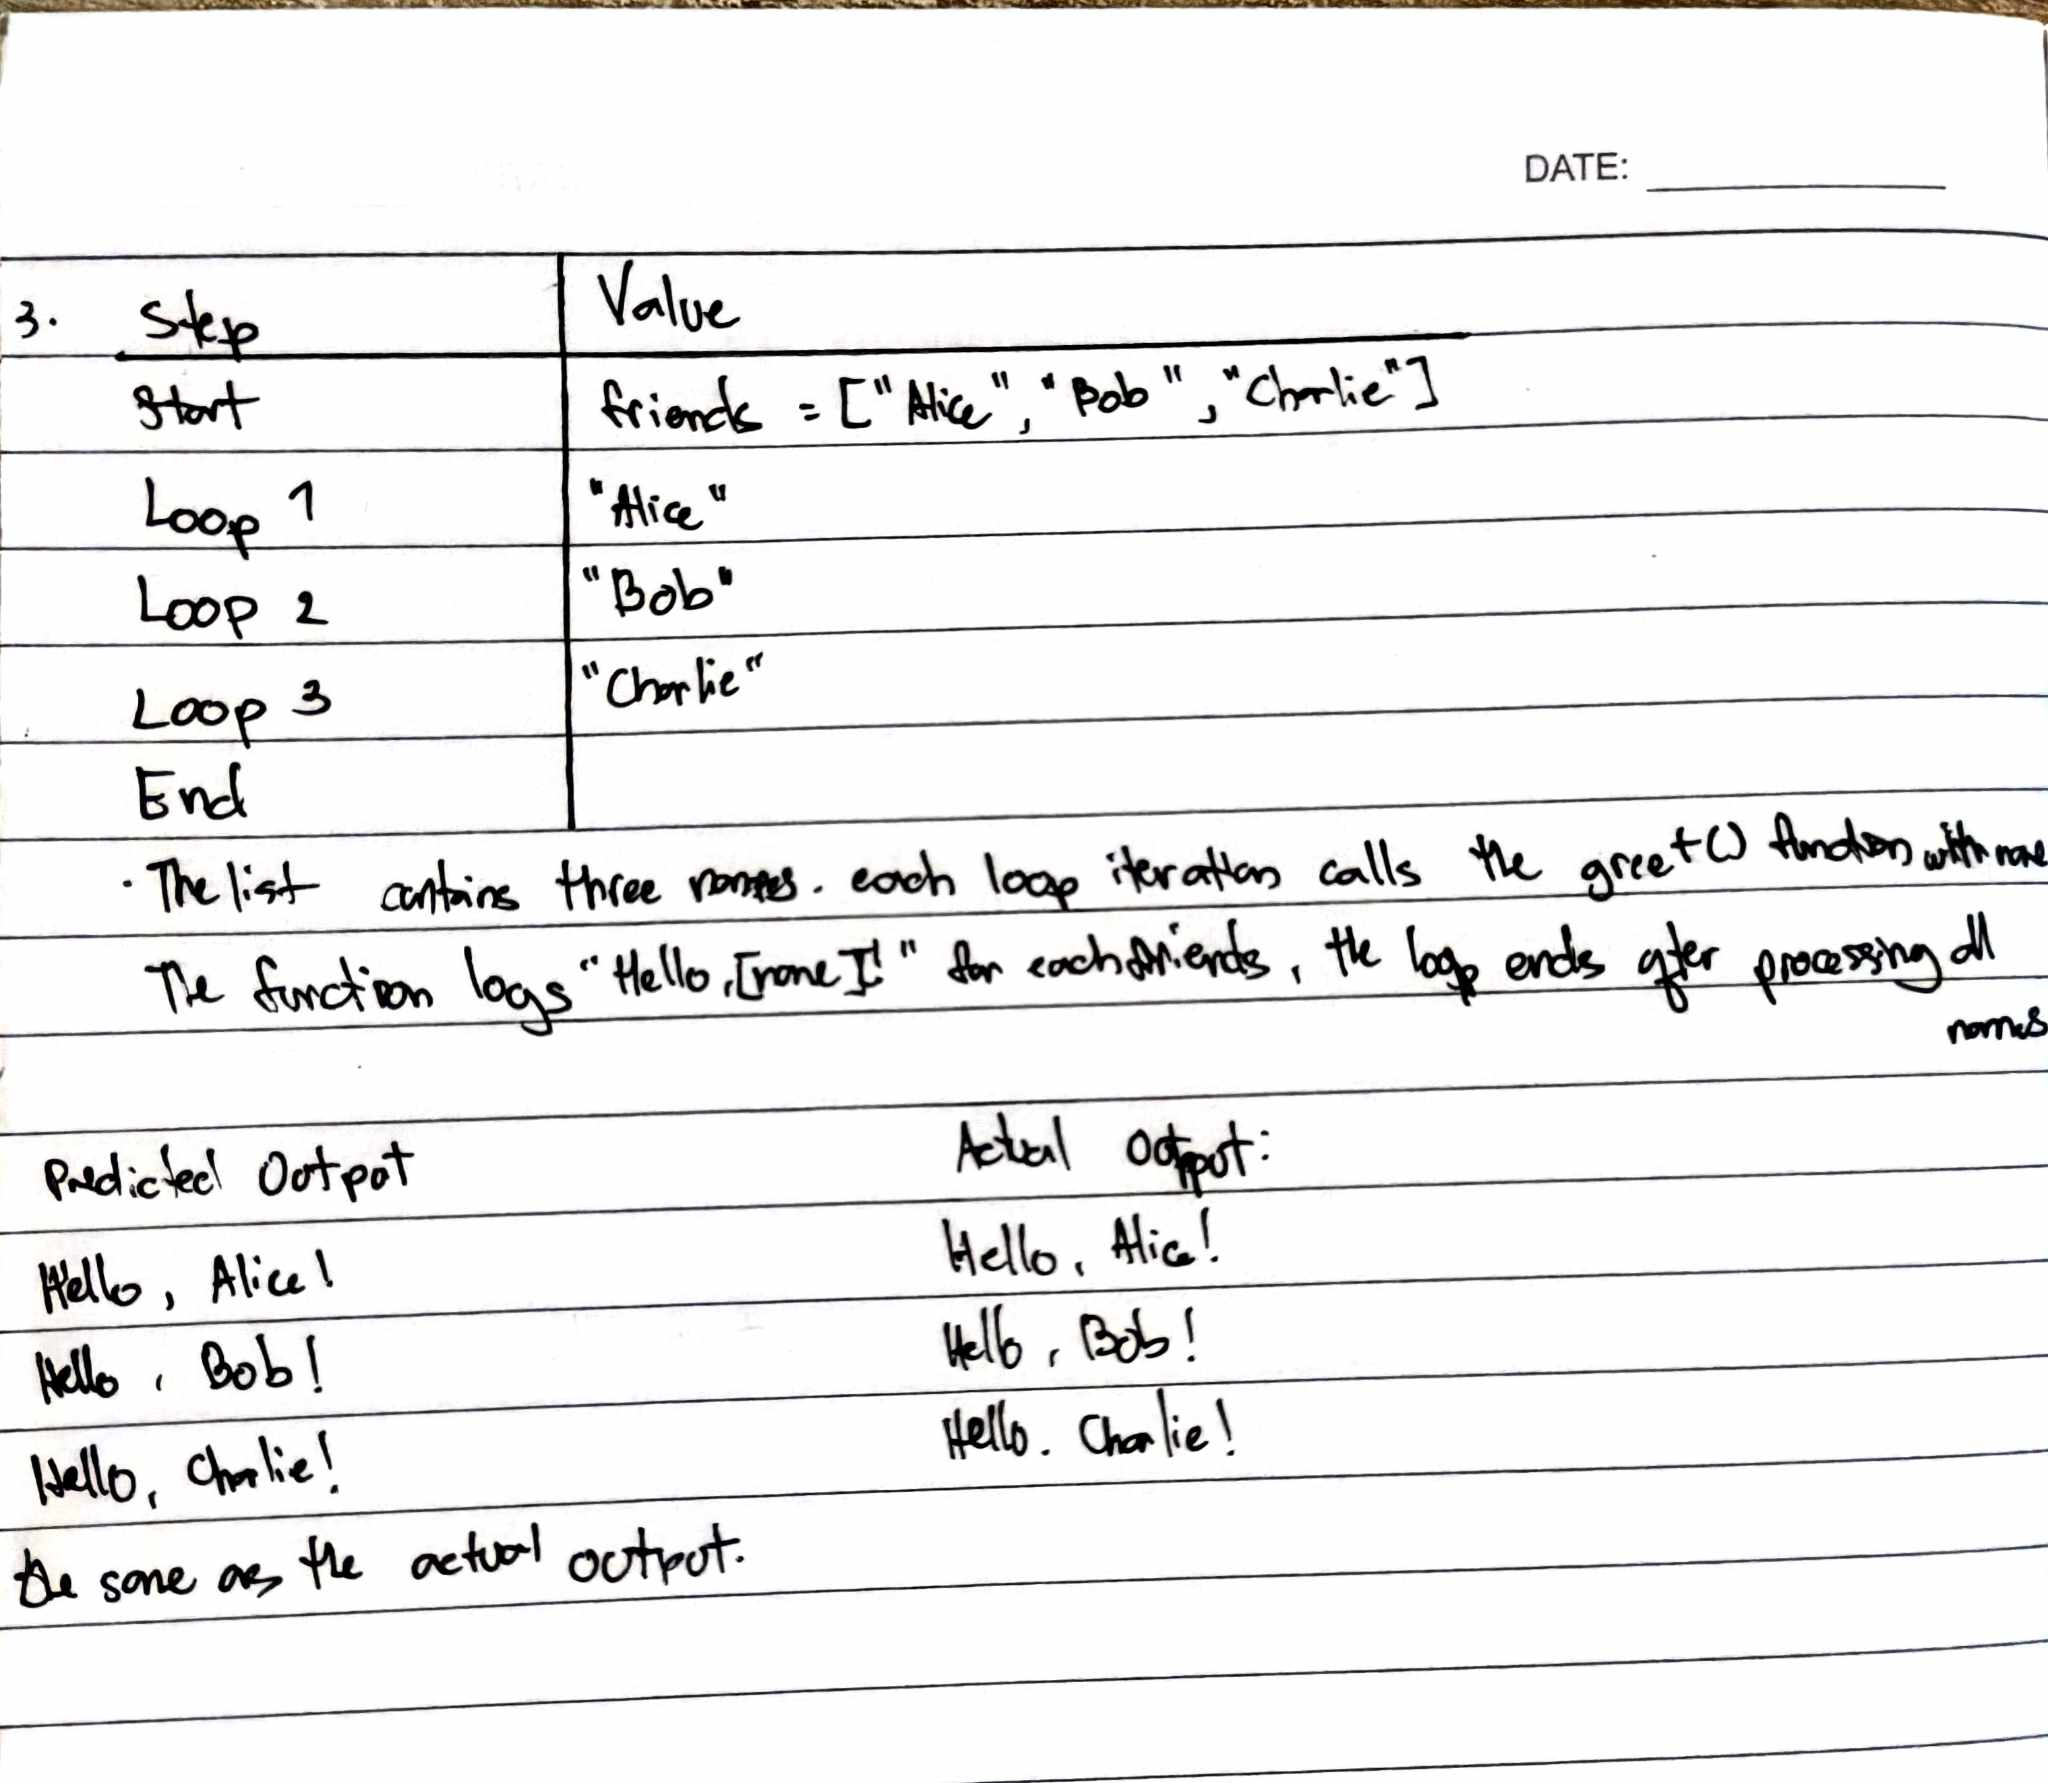 DATE:
3. Step Value
Start friends = ["Alice", "Bob", "Charlie"]
Loop 1 "Alice"
Loop 2 "Bob"
Loop 3 "Charlie"
End
· The list contains three names. each loop iteration calls the greet() function with name
The function logs "Hello, [name]!" for each friends, the loop ends after processing all
names
Predicted Output Actual Output:
Hello, Alice! Hello, Alice!
Hello, Bob! Hello, Bob!
Hello, Charlie! Hello. Charlie!
the same as the actual output.